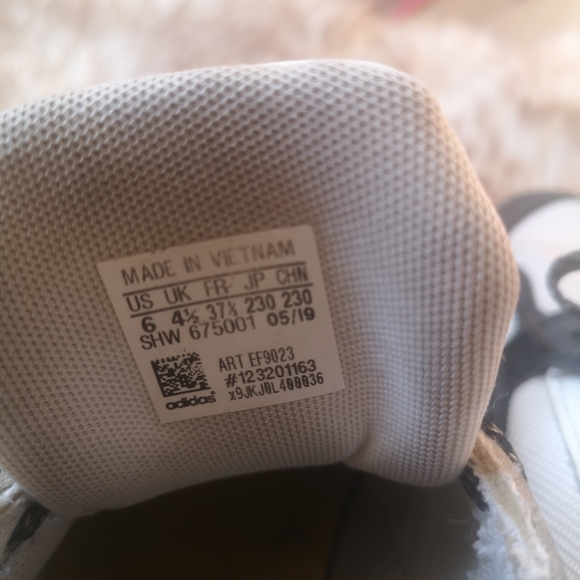 MADE IN VIETNAM
US UK FR JP CHN
6 4½ 37⅓ 230 230
SHW 675001 05/19
ART EF9023
#123201163
x9JKJ0L400036
adidas